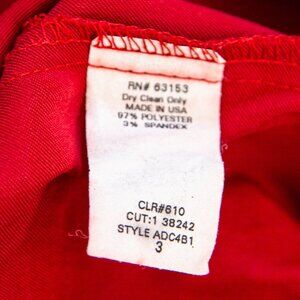 RN# 63153
Dry Clean Only
MADE IN USA
97% POLYESTER
3% SPANDEX
CLR#610
CUT:1 38242
STYLE ADC4B1
3